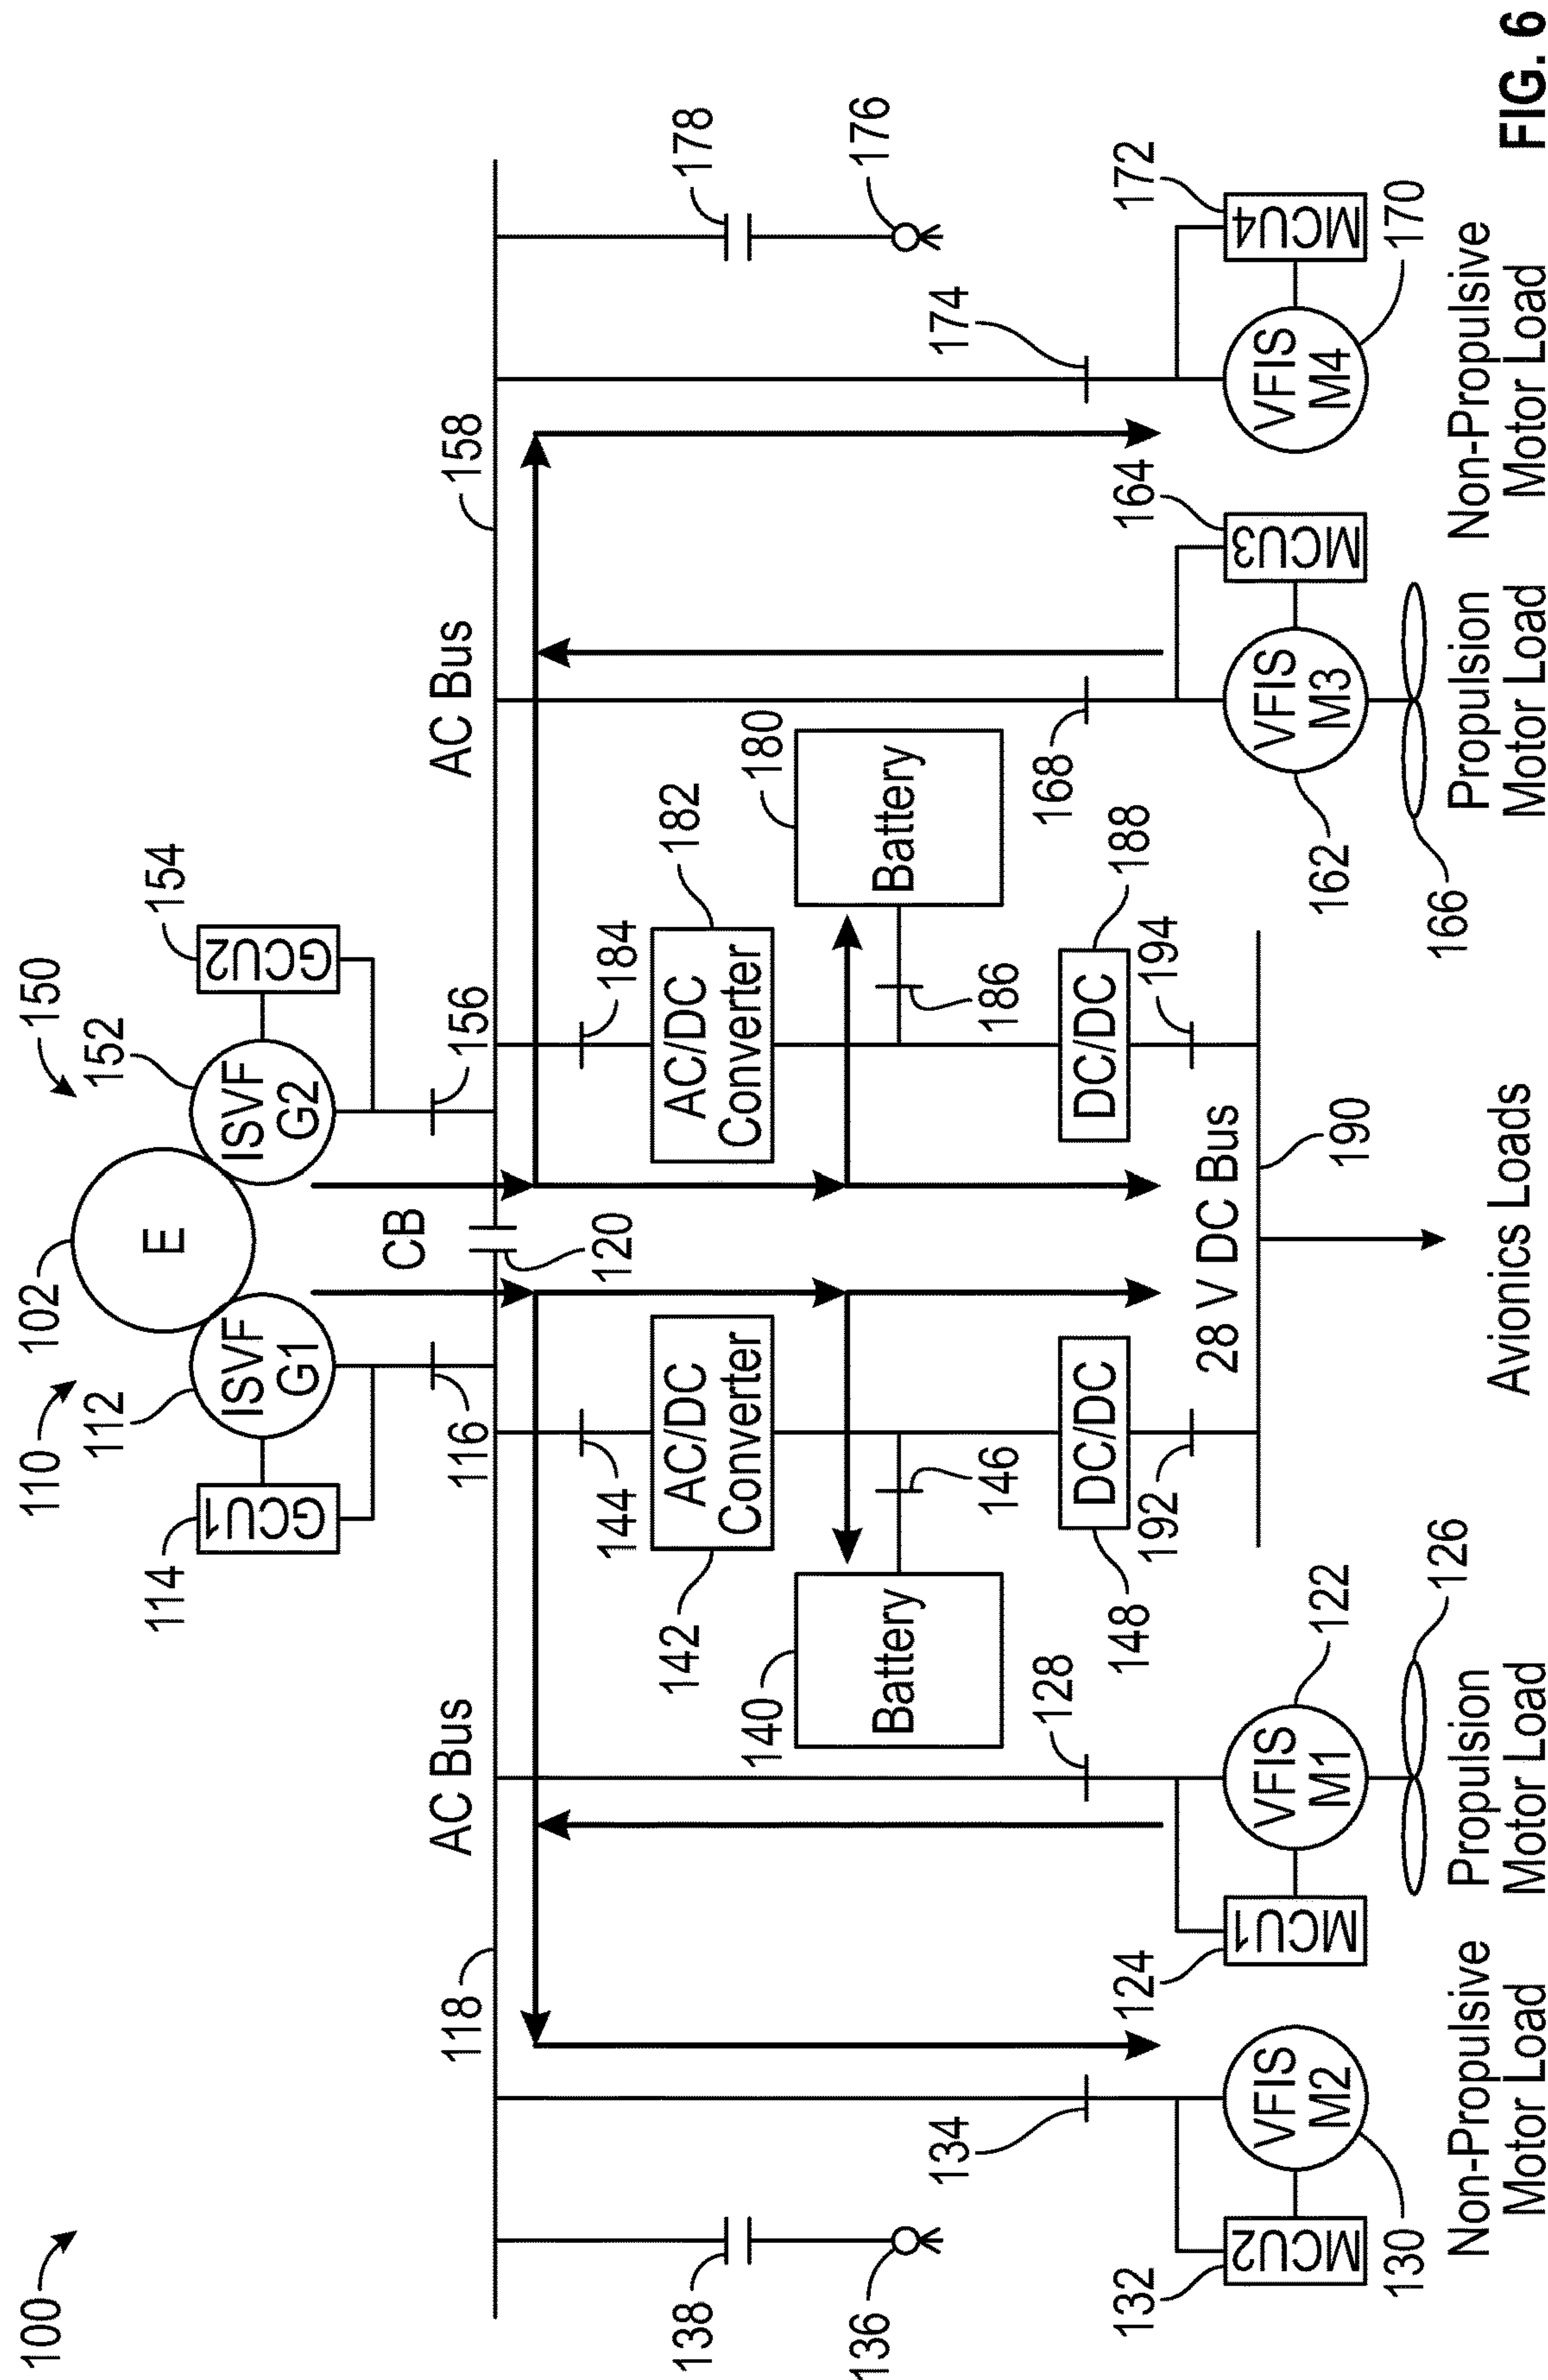 100
110
102
150
112
152
154
114
E
ISVF
G1
ISVF
G2
GCU1
GCU2
CB
116
156
118
AC Bus
AC Bus
158
120
144
184
138
178
142
AC/DC
Converter
AC/DC
Converter
182
140
Battery
Battery
180
136
176
146
186
134
128
168
174
148
DC/DC
DC/DC
188
192
194
132
124
164
172
28 V DC Bus
MCU2
VFIS
M2
MCU1
VFIS
M1
VFIS
M3
MCU3
VFIS
M4
MCU4
130
122
190
162
170
126
166
Non-Propulsive
Motor Load
Propulsion
Motor Load
Avionics Loads
Propulsion
Motor Load
Non-Propulsive
Motor Load
FIG. 6